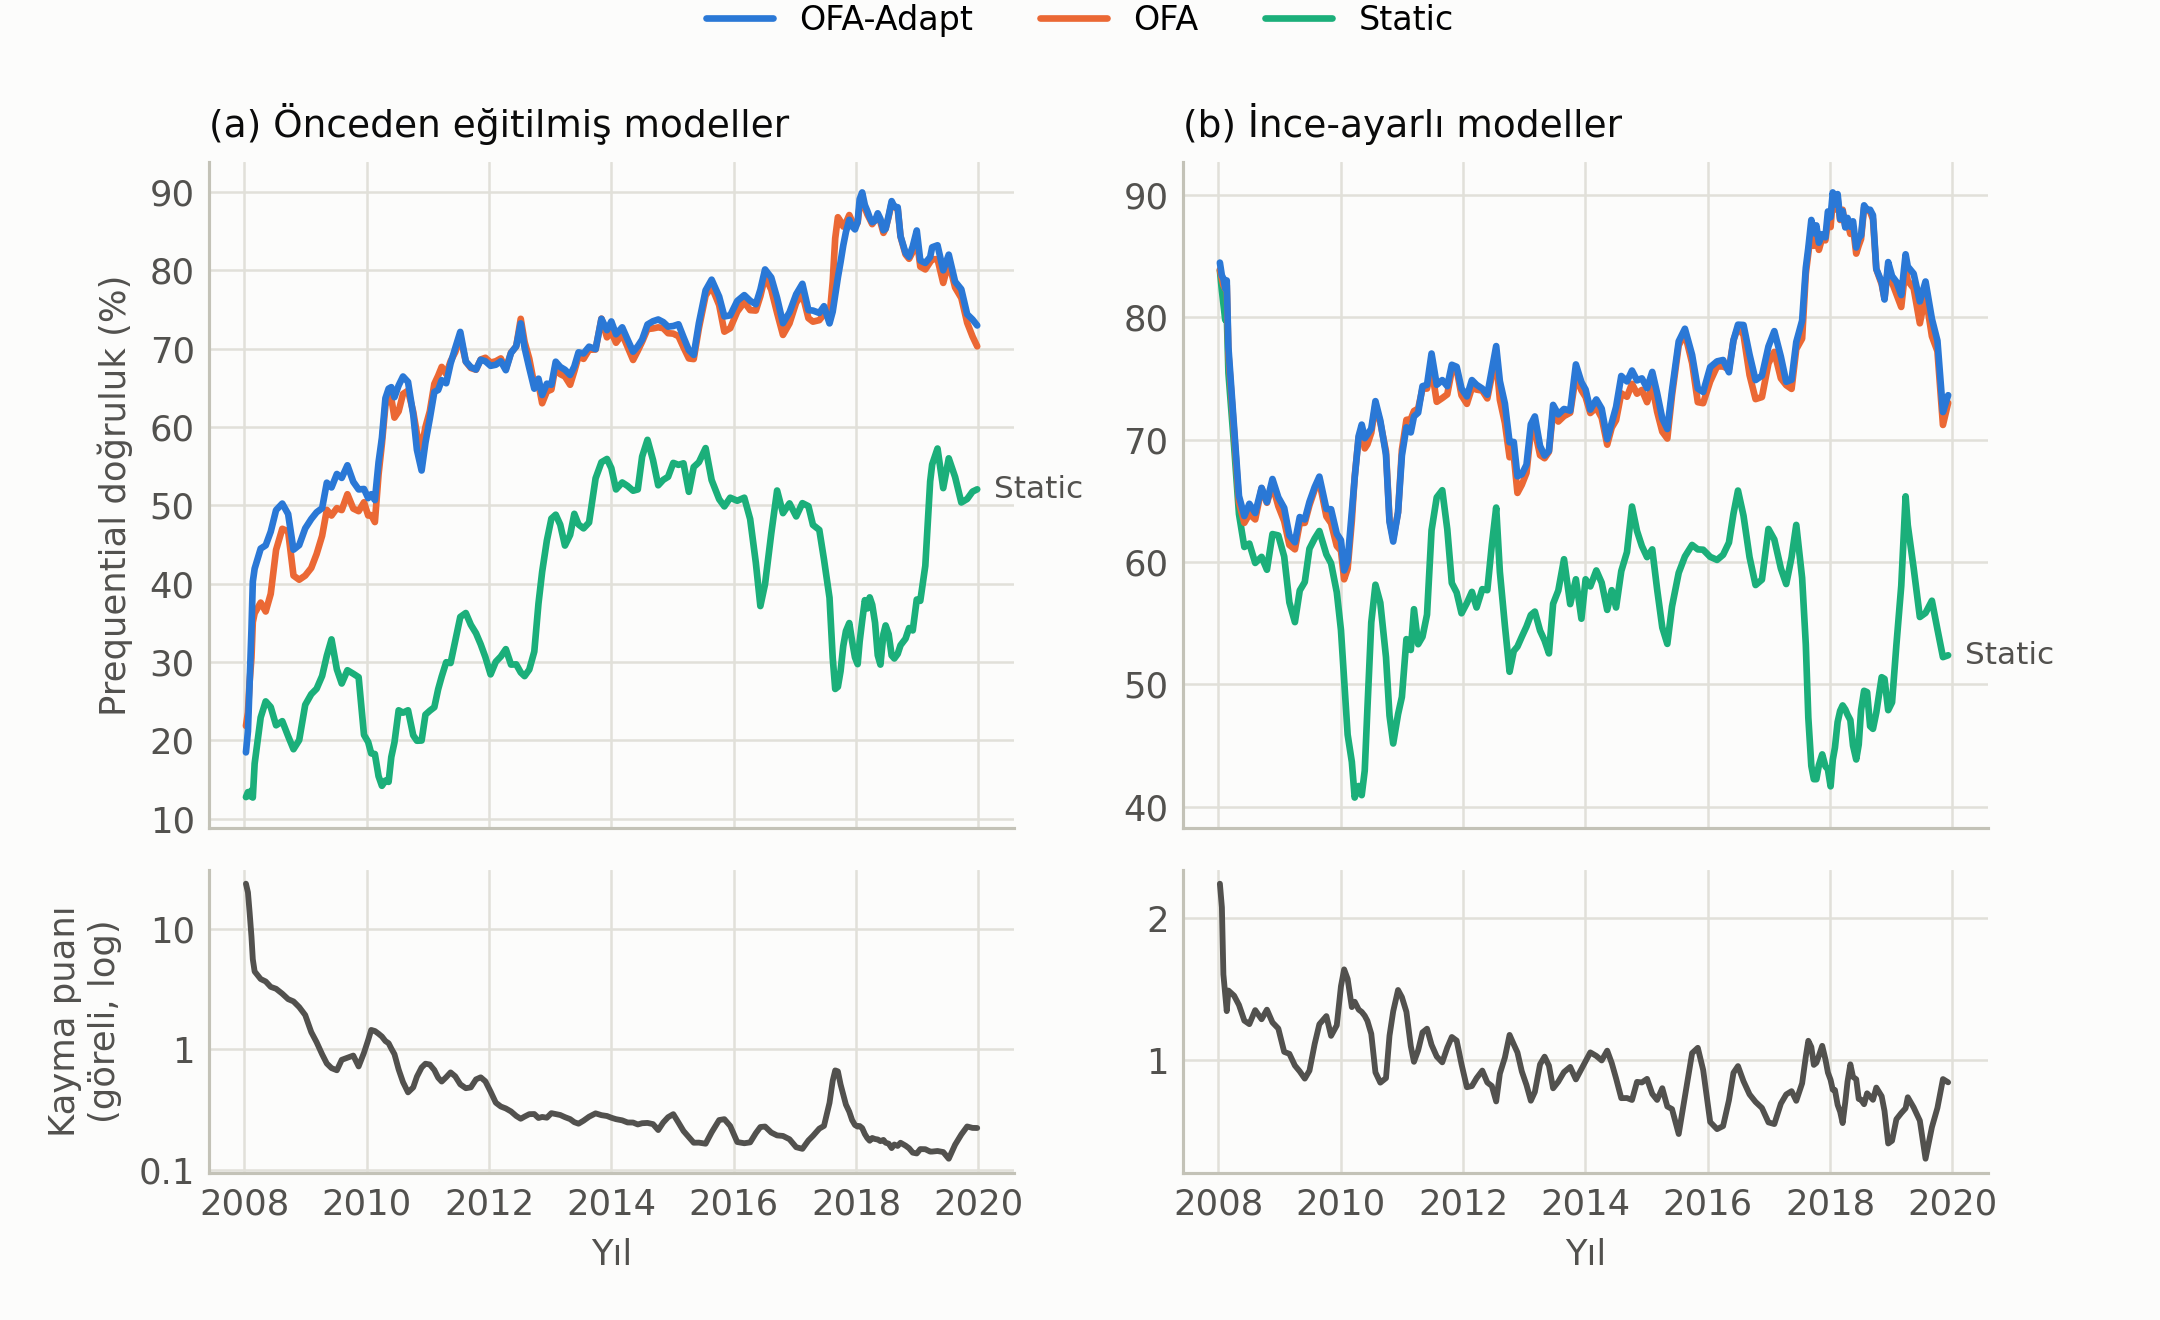 OFA-Adapt OFA Static
(a) Önceden eğitilmiş modeller
Prequential doğruluk (%)
90
80
70
60
50
40
30
20
10
Static
Kayma puanı
(göreli, log)
10
1
0.1
2008 2010 2012 2014 2016 2018 2020
Yıl
(b) İnce-ayarlı modeller
90
80
70
60
50
40
Static
2
1
2008 2010 2012 2014 2016 2018 2020
Yıl